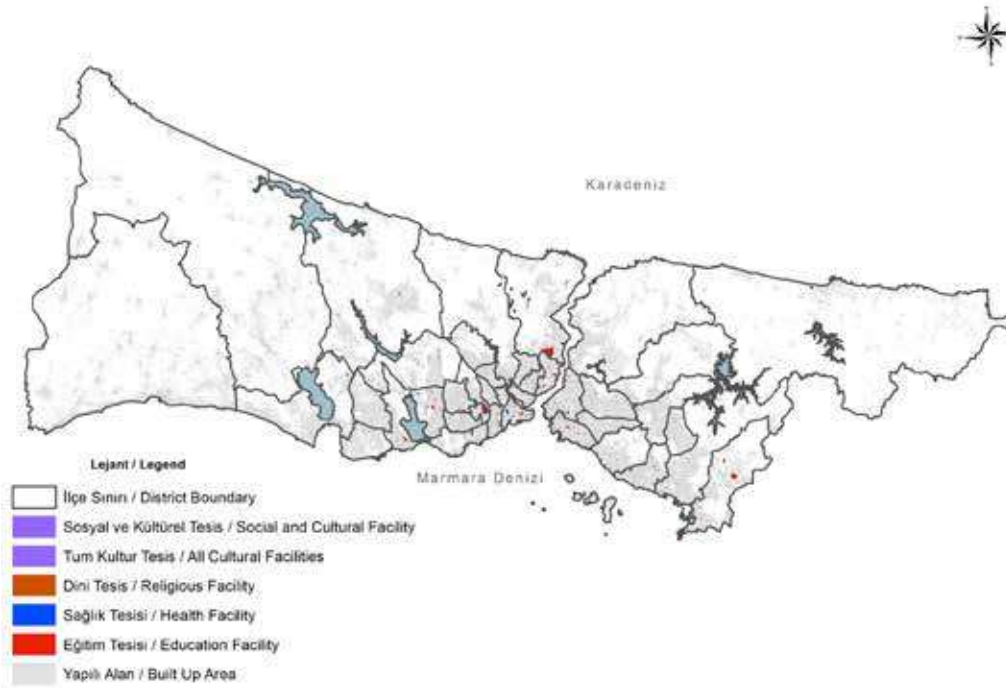 Karadeniz
Marmara Denizi
Lejant / Legend
İlçe Sınırı / District Boundary
Sosyal ve Kültürel Tesis / Social and Cultural Facility
Tum Kultur Tesis / All Cultural Facilities
Dini Tesis / Religious Facility
Sağlık Tesisi / Health Facility
Eğitim Tesisi / Education Facility
Yapılı Alan / Built Up Area